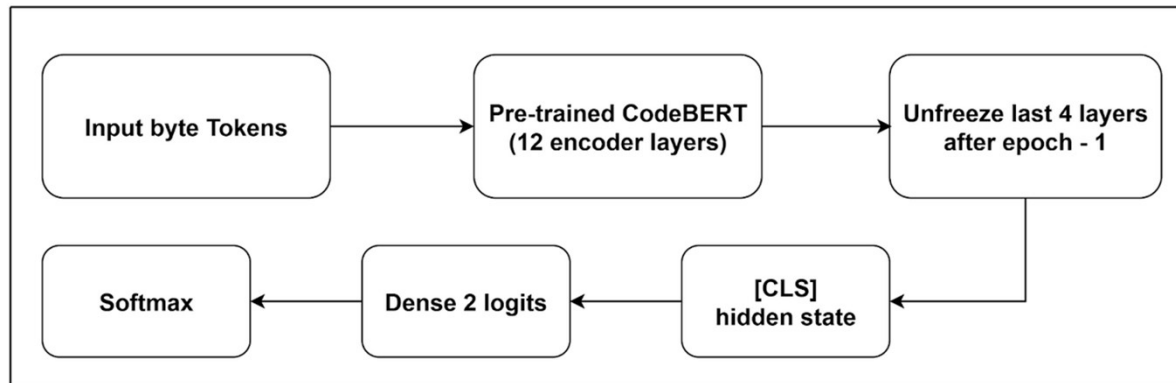 Input byte Tokens
Pre-trained CodeBERT
(12 encoder layers)
Unfreeze last 4 layers
after epoch - 1
[CLS]
hidden state
Dense 2 logits
Softmax